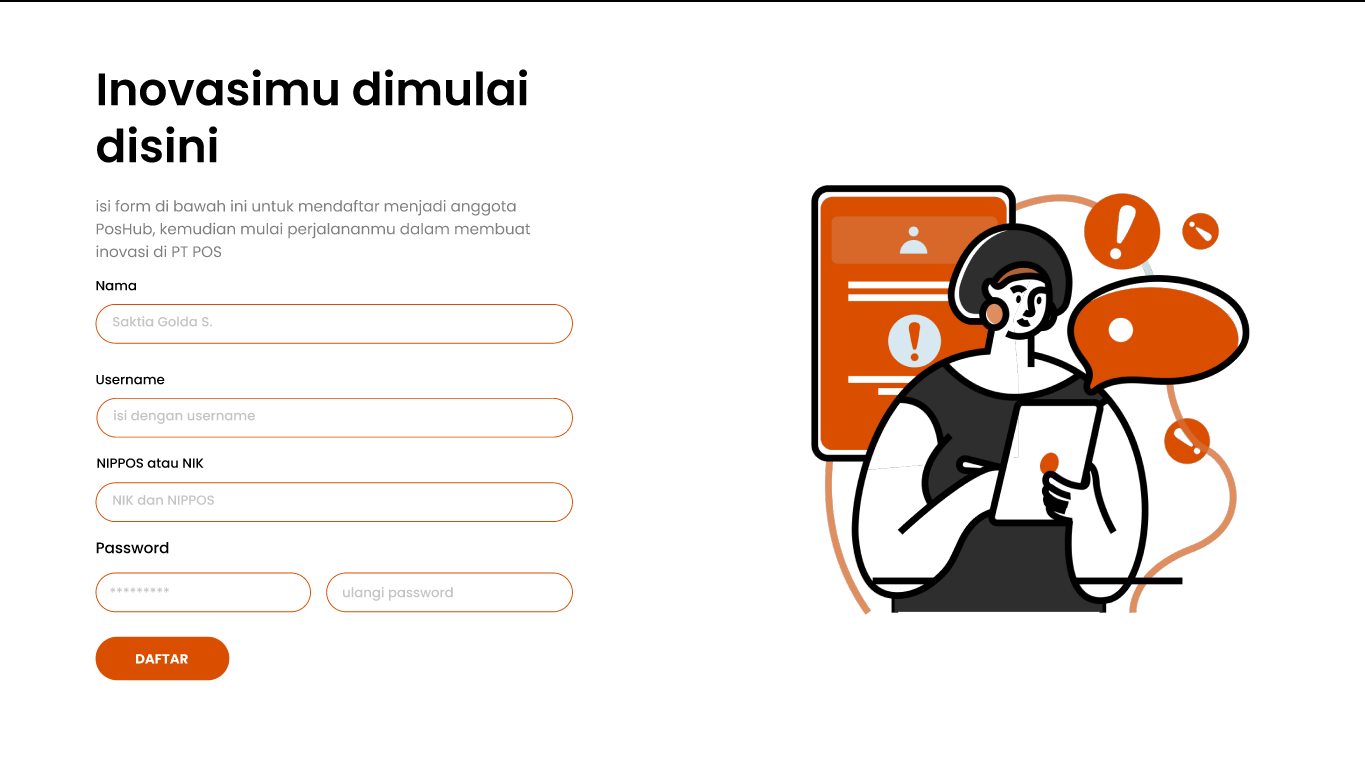 Inovasimu dimulai
disini
isi form di bawah ini untuk mendaftar menjadi anggota
PosHub, kemudian mulai perjalananmu dalam membuat
inovasi di PT POS
Nama
Saktia Golda S.
Username
isi dengan username
NIPPOS atau NIK
NIK dan NIPPOS
Password
********* ulangi password
DAFTAR